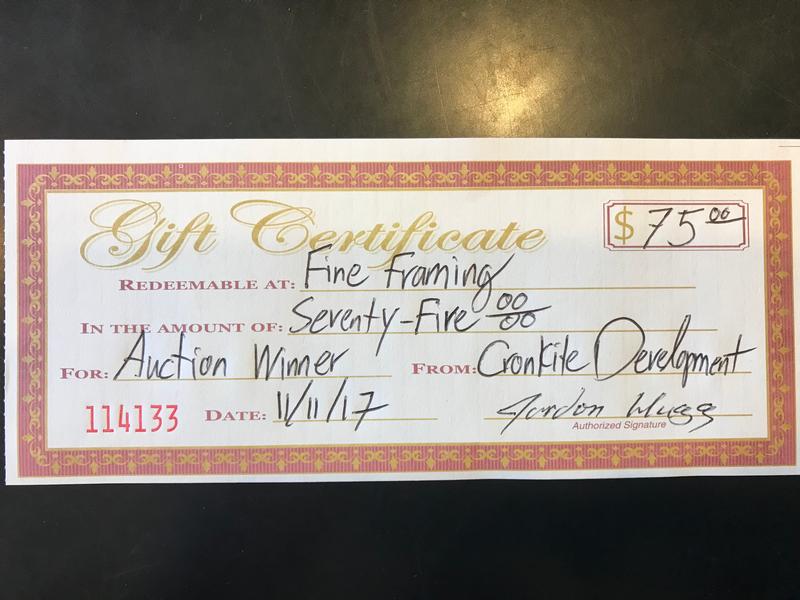 Gift Certificate $ 75 00
REDEEMABLE AT: Fine Framing
IN THE AMOUNT OF: Seventy-Five 00/00
FOR: Auction Winner FROM: Cronkite Development
114133 DATE: 11/11/17 Jordon
Authorized Signature